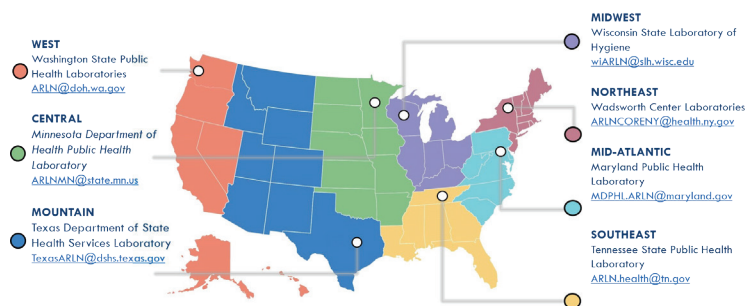 WEST
Washington State Public
Health Laboratories
ARLN@doh.wa.gov
CENTRAL
Minnesota Department of
Health Public Health
Laboratory
ARLNMN@state.mn.us
MOUNTAIN
Texas Department of State
Health Services Laboratory
TexasARLN@dshs.texas.gov
MIDWEST
Wisconsin State Laboratory of
Hygiene
wiARLN@slh.wisc.edu
NORTHEAST
Wadsworth Center Laboratories
ARLNCORENY@health.ny.gov
MID-ATLANTIC
Maryland Public Health
Laboratory
MDPHL.ARLN@maryland.gov
SOUTHEAST
Tennessee State Public Health
Laboratory
ARLN.health@tn.gov